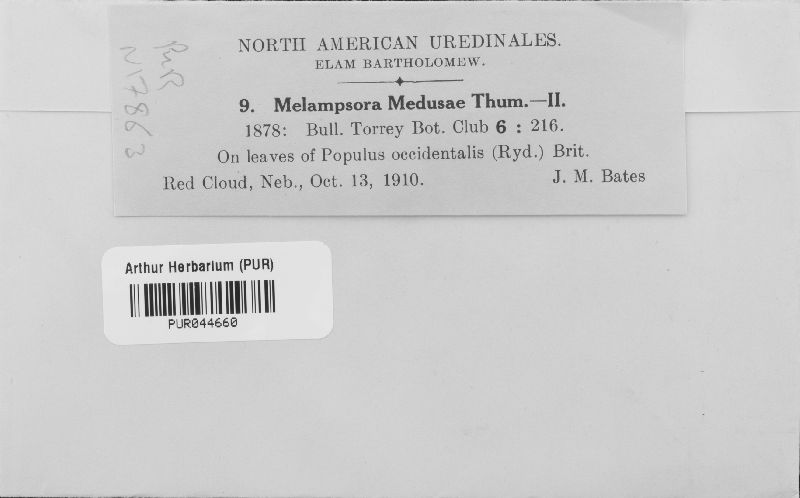 NORTH AMERICAN UREDINALES.
ELAM BARTHOLOMEW.
9. Melampsora Medusae Thum.—II.
1878: Bull. Torrey Bot. Club 6 : 216.
On leaves of Populus occidentalis (Ryd.) Brit.
Red Cloud, Neb., Oct. 13, 1910. J. M. Bates
PUR
N17863
Arthur Herbarium (PUR)
PUR044660